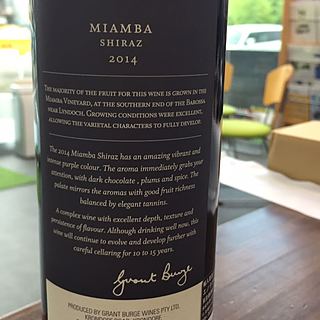 MIAMBA
SHIRAZ
2014
THE MAJORITY OF THE FRUIT FOR THIS WINE IS GROWN IN THE
MIAMBA VINEYARD, AT THE SOUTHERN END OF THE BAROSSA
NEAR LYNDOCH. GROWING CONDITIONS WERE EXCELLENT,
ALLOWING THE VARIETAL CHARACTERS TO FULLY DEVELOP.
The 2014 Miamba Shiraz has an amazing vibrant and
intense purple colour. The aroma immediately grabs your
attention, with dark chocolate , plums and spice. The
palate mirrors the aromas with good fruit richness
balanced by elegant tannins.
A complex wine with excellent depth, texture and
persistence of flavour. Although drinking well now, this
wine will continue to evolve and develop further with
careful cellaring for 10 to 15 years.
Grant Burge
PRODUCED BY GRANT BURGE WINES PTY LTD.